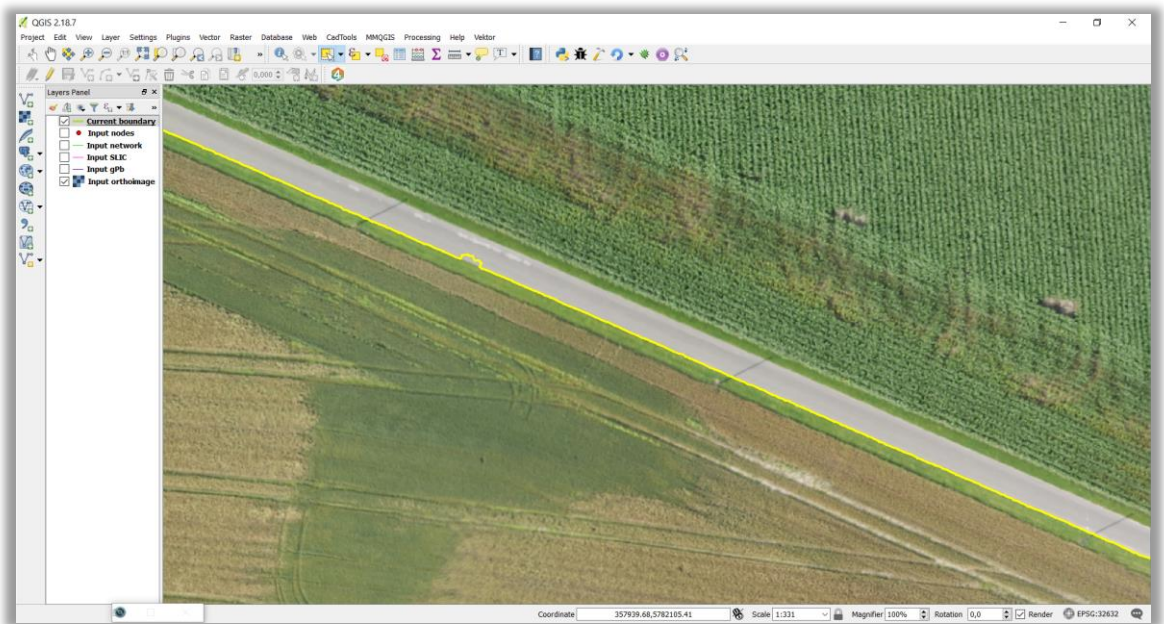 QGIS 2.18.7
Project Edit View Layer Settings Plugins Vector Raster Database Web CadTools MMQGIS Processing Help Vektor
0,000
Layers Panel
Current boundary
Input nodes
Input network
Input SLIC
Input gPb
Input orthoimage
Coordinate 357939.68,5782105.41 Scale 1:331 Magnifier 100% Rotation 0,0 Render EPSG:32632